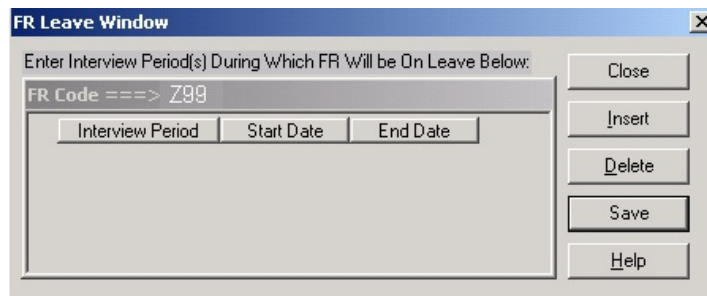 FR Leave Window
Enter Interview Period(s) During Which FR Will be On Leave Below:
FR Code ===> Z99
Interview Period Start Date End Date
Close
Insert
Delete
Save
Help